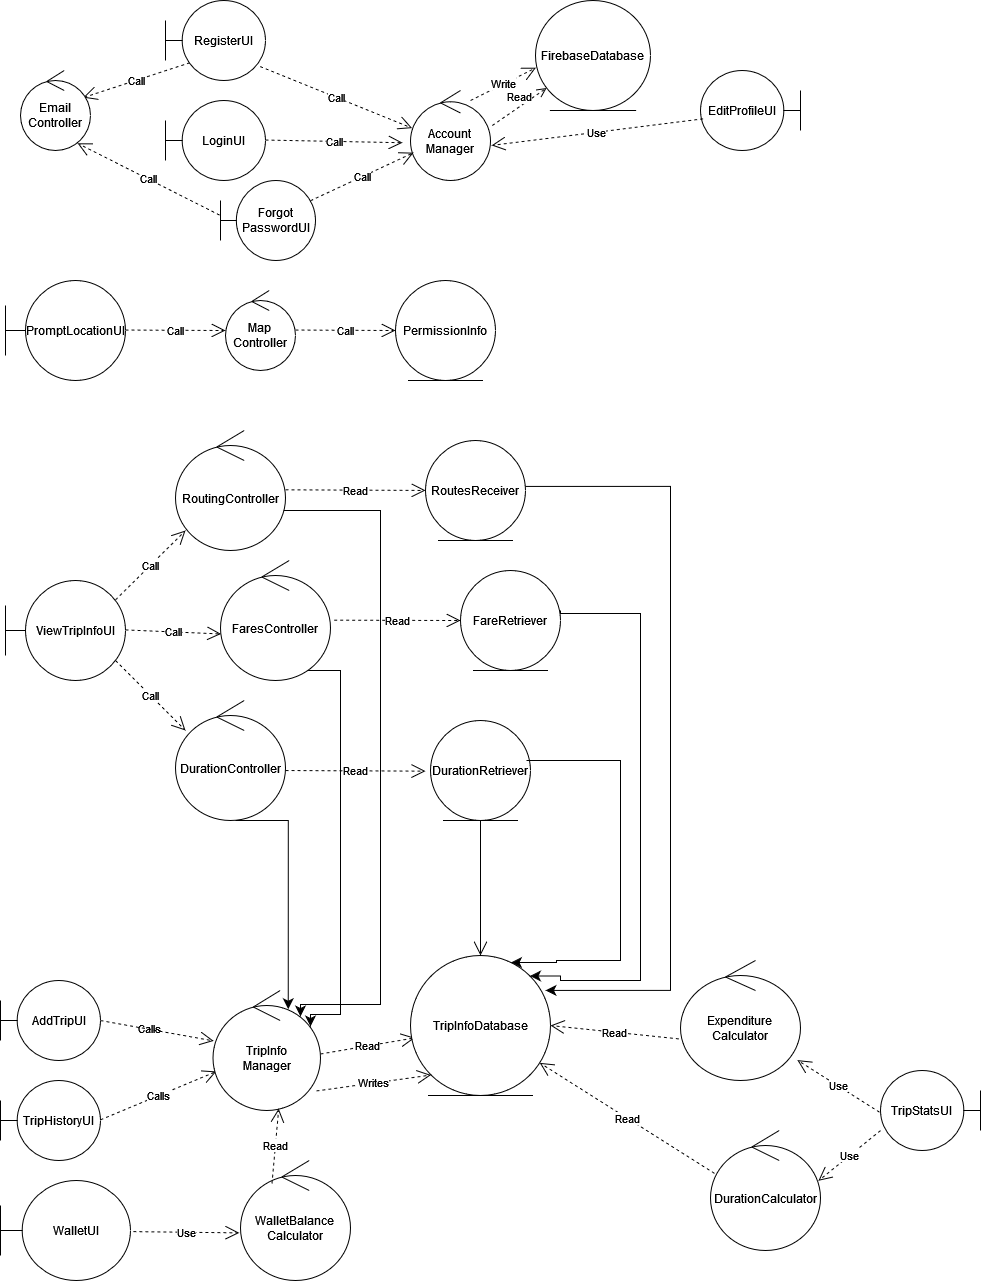 RegisterUI
FirebaseDatabase
Call
Write
Email
Controller
Call
Read
EditProfileUI
LoginUI
Call
Account
Manager
Use
Call
Call
Forgot
PasswordUI
PromptLocationUI
Call
Map
Controller
Call
PermissionInfo
RoutingController
Read
RoutesReceiver
Call
ViewTripInfoUI
Call
FaresController
Read
FareRetriever
Call
DurationController
Read
DurationRetriever
AddTripUI
Calls
TripInfo
Manager
Read
TripInfoDatabase
Read
Expenditure
Calculator
Writes
Calls
Use
TripHistoryUI
TripStatsUI
Read
Read
Use
DurationCalculator
WalletUI
Use
WalletBalance
Calculator